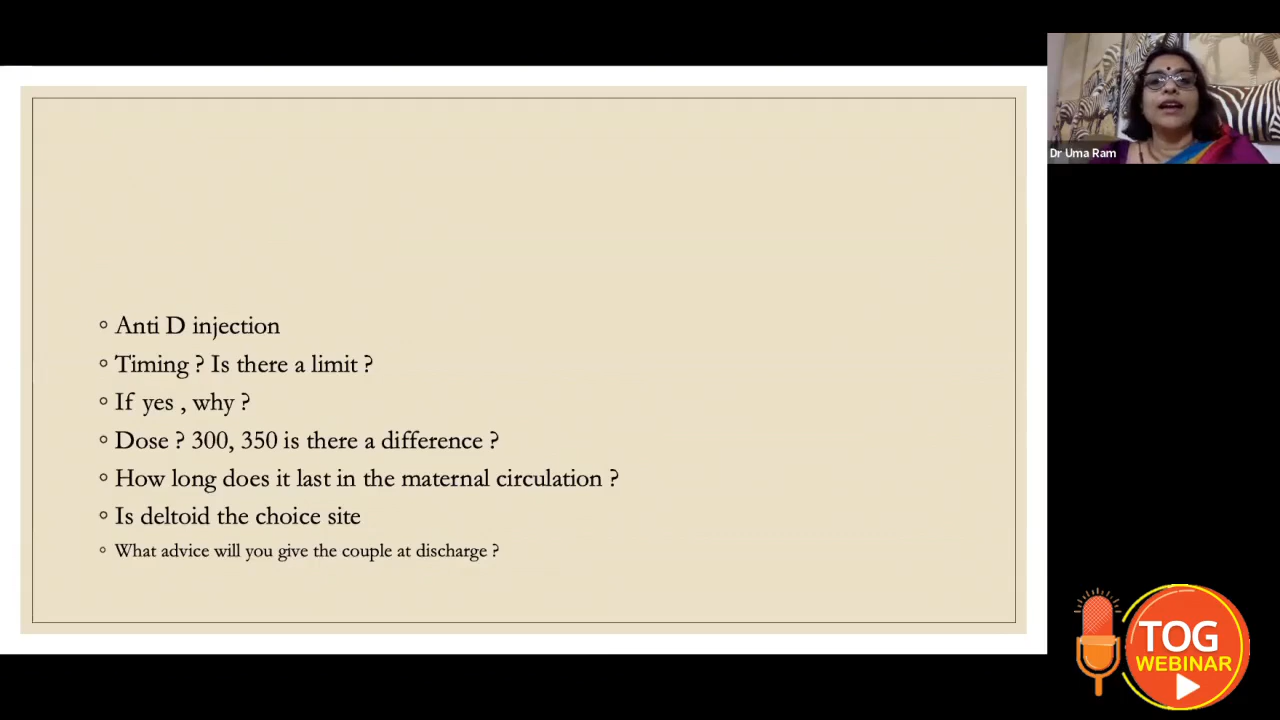 Dr Uma Ram
◦ Anti D injection
◦ Timing ? Is there a limit ?
◦ If yes , why ?
◦ Dose ? 300, 350 is there a difference ?
◦ How long does it last in the maternal circulation ?
◦ Is deltoid the choice site
◦ What advice will you give the couple at discharge ?
TOG
WEBINAR